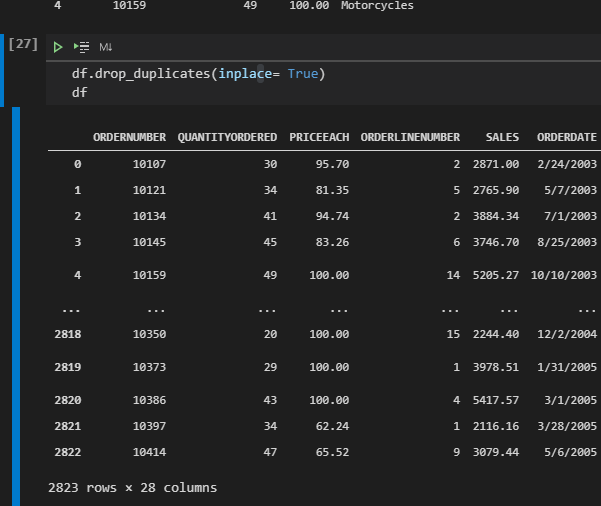 4 10159 49 100.00 Motorcycles
[27] M↓
df.drop_duplicates(inplace= True)
df
ORDERNUMBER QUANTITYORDERED PRICEEACH ORDERLINENUMBER SALES ORDERDATE
0 10107 30 95.70 2 2871.00 2/24/2003
1 10121 34 81.35 5 2765.90 5/7/2003
2 10134 41 94.74 2 3884.34 7/1/2003
3 10145 45 83.26 6 3746.70 8/25/2003
4 10159 49 100.00 14 5205.27 10/10/2003
... ... ... ... ... ... ...
2818 10350 20 100.00 15 2244.40 12/2/2004
2819 10373 29 100.00 1 3978.51 1/31/2005
2820 10386 43 100.00 4 5417.57 3/1/2005
2821 10397 34 62.24 1 2116.16 3/28/2005
2822 10414 47 65.52 9 3079.44 5/6/2005
2823 rows × 28 columns